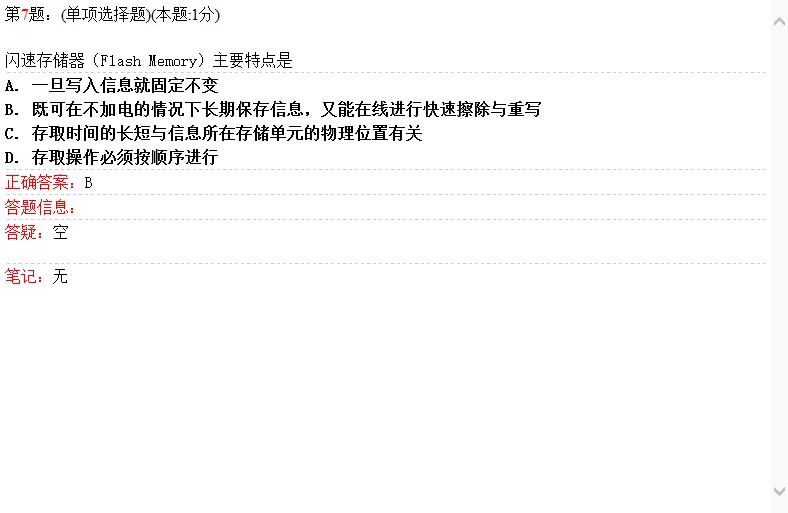 第7题：(单项选择题)(本题:1分)
闪速存储器（Flash Memory）主要特点是
A. 一旦写入信息就固定不变
B. 既可在不加电的情况下长期保存信息，又能在线进行快速擦除与重写
C. 存取时间的长短与信息所在存储单元的物理位置有关
D. 存取操作必须按顺序进行
正确答案：B
答题信息：
答疑：空
笔记：无